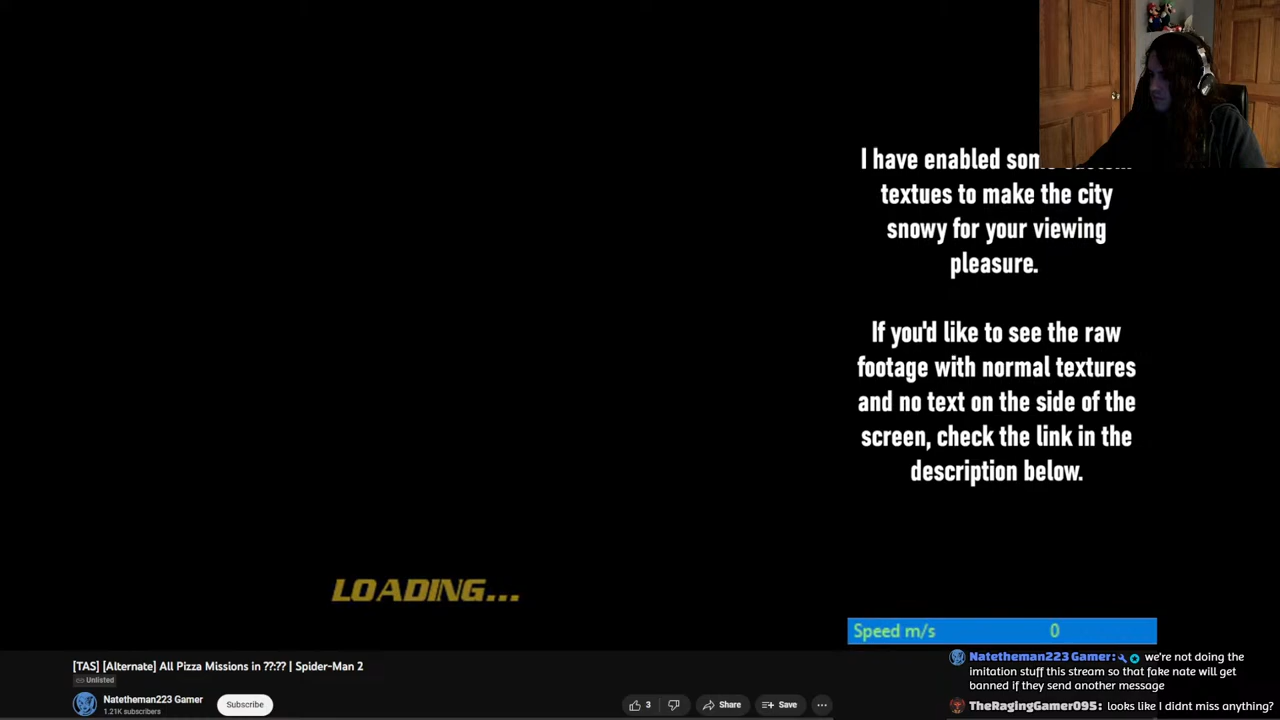 I have enabled some
textues to make the city
snowy for your viewing
pleasure.
If you'd like to see the raw
footage with normal textures
and no text on the side of the
screen, check the link in the
description below.
LOADING...
Speed m/s 0
[TAS] [Alternate] All Pizza Missions in ??:?? | Spider-Man 2
Unlisted
Natetheman223 Gamer
1.21K subscribers
Subscribe
3
Share
Save
Natetheman223 Gamer: we're not doing the
imitation stuff this stream so that fake nate will get
banned if they send another message
TheRagingGamer095: looks like I didnt miss anything?